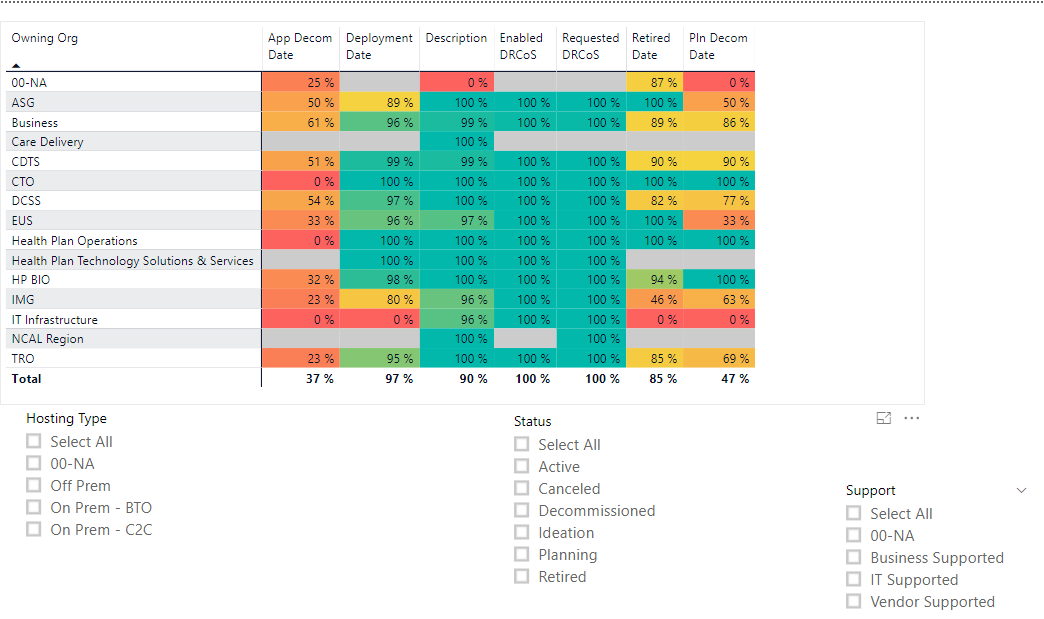 Owning Org App Decom Date Deployment Date Description Enabled DRCoS Requested DRCoS Retired Date Pln Decom Date
00-NA 25 % 0 % 87 % 0 %
ASG 50 % 89 % 100 % 100 % 100 % 100 % 50 %
Business 61 % 96 % 99 % 100 % 100 % 89 % 86 %
Care Delivery 100 %
CDTS 51 % 99 % 99 % 100 % 100 % 90 % 90 %
CTO 0 % 100 % 100 % 100 % 100 % 100 % 100 %
DCSS 54 % 97 % 100 % 100 % 100 % 82 % 77 %
EUS 33 % 96 % 97 % 100 % 100 % 100 % 33 %
Health Plan Operations 0 % 100 % 100 % 100 % 100 % 100 % 100 %
Health Plan Technology Solutions & Services 100 % 100 % 100 % 100 %
HP BIO 32 % 98 % 100 % 100 % 100 % 94 % 100 %
IMG 23 % 80 % 96 % 100 % 100 % 46 % 63 %
IT Infrastructure 0 % 0 % 96 % 100 % 100 % 0 % 0 %
NCAL Region 100 % 100 %
TRO 23 % 95 % 100 % 100 % 100 % 85 % 69 %
Total 37 % 97 % 90 % 100 % 100 % 85 % 47 %
Hosting Type
Select All
00-NA
Off Prem
On Prem - BTO
On Prem - C2C
Status
Select All
Active
Canceled
Decommissioned
Ideation
Planning
Retired
Support
Select All
00-NA
Business Supported
IT Supported
Vendor Supported